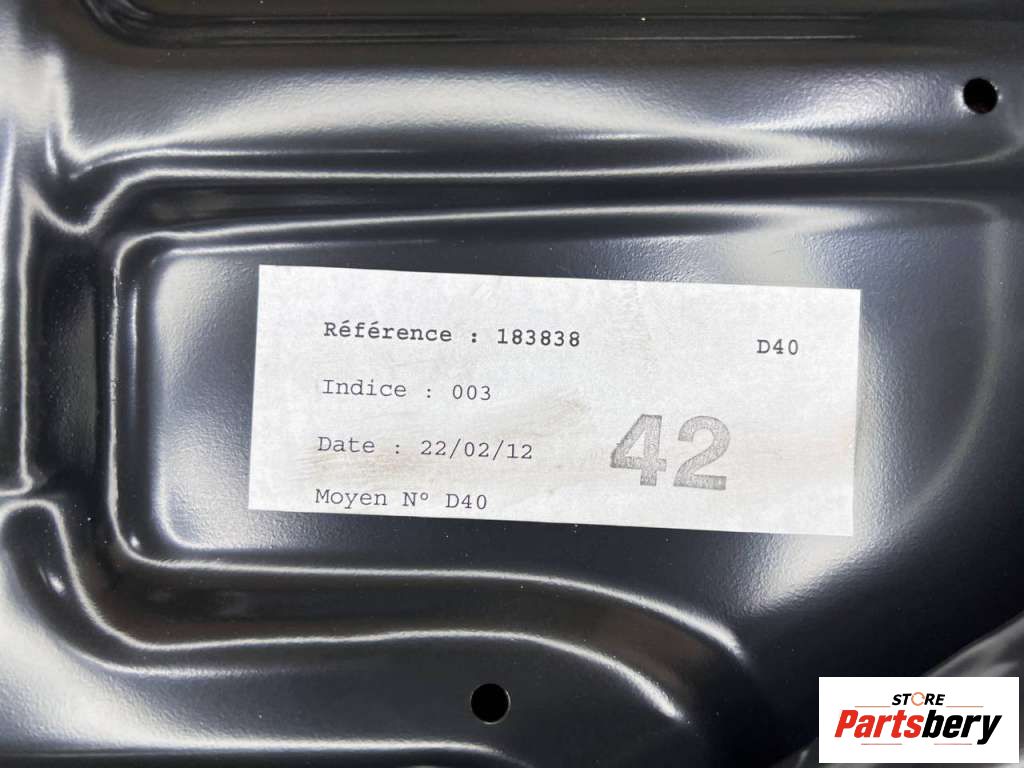 Référence : 183838
D40
Indice : 003
Date : 22/02/12
42
Moyen N° D40
STORE
Partsbery